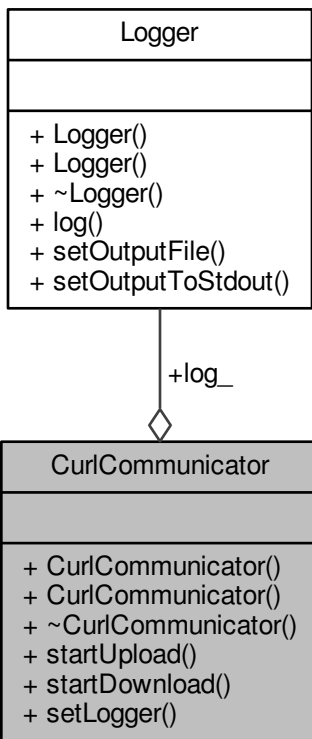 Logger
+ Logger()
+ Logger()
+ ~Logger()
+ log()
+ setOutputFile()
+ setOutputToStdout()
+log_
CurlCommunicator
+ CurlCommunicator()
+ CurlCommunicator()
+ ~CurlCommunicator()
+ startUpload()
+ startDownload()
+ setLogger()